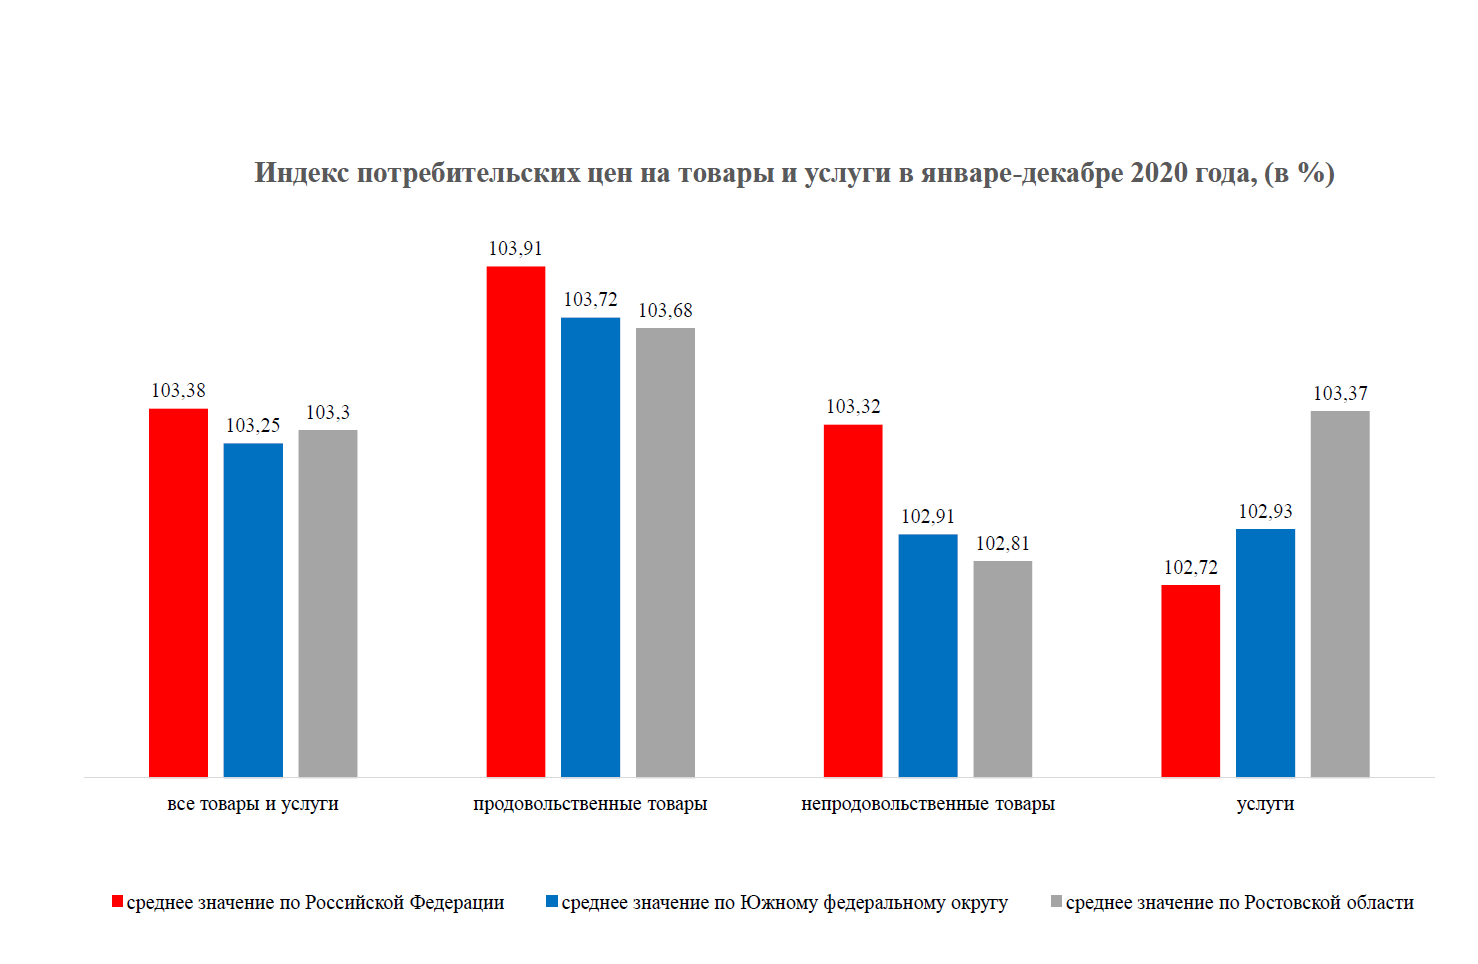 Индекс потребительских цен на товары и услуги в январе-декабре 2020 года, (в %)
103,38
103,25
103,3
103,91
103,72
103,68
103,32
102,91
102,81
102,72
102,93
103,37
все товары и услуги
продовольственные товары
непродовольственные товары
услуги
среднее значение по Российской Федерации
среднее значение по Южному федеральному округу
среднее значение по Ростовской области